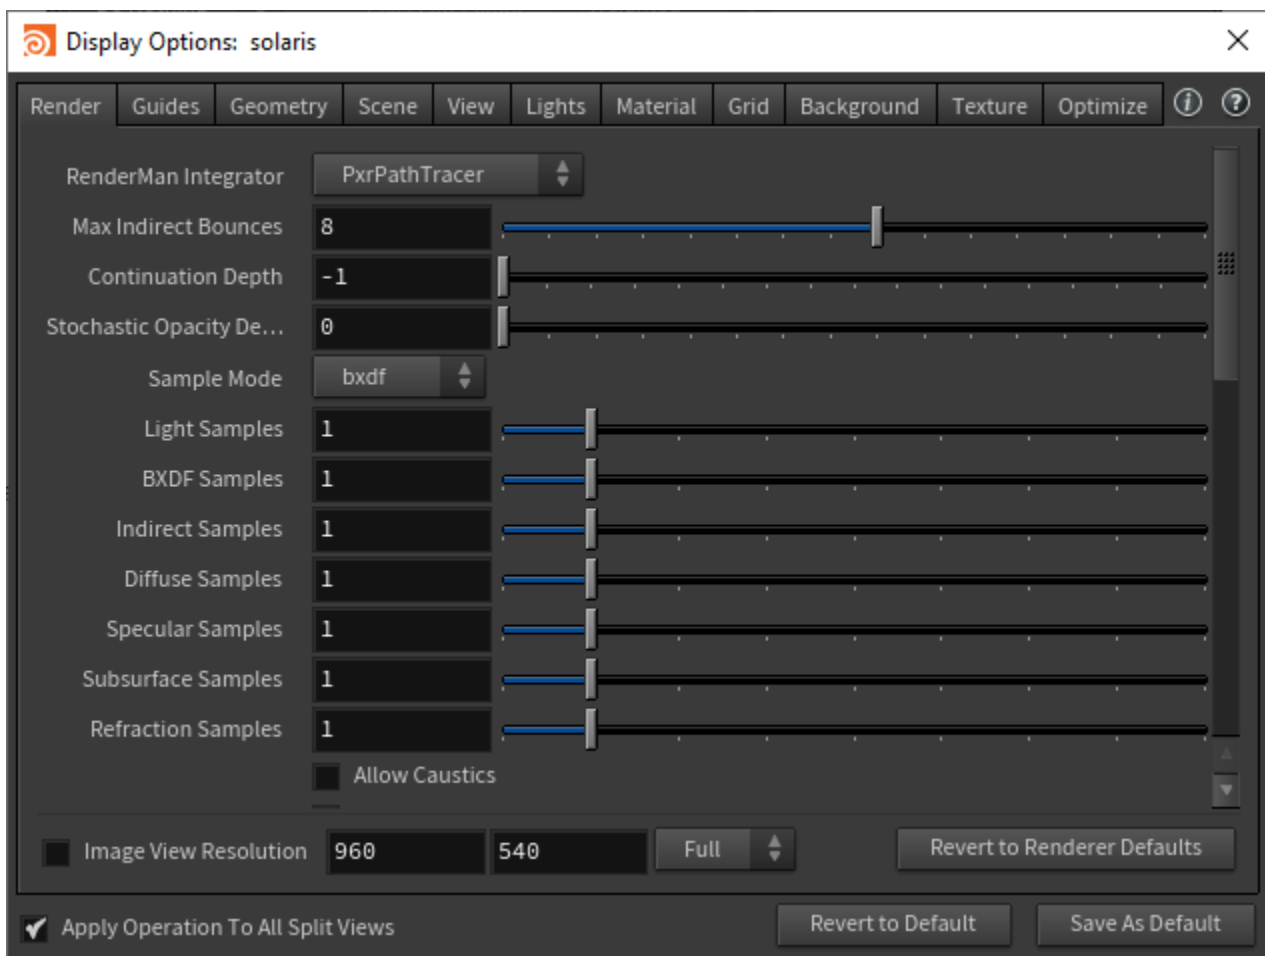 Display Options: solaris
Render Guides Geometry Scene View Lights Material Grid Background Texture Optimize
RenderMan Integrator PxrPathTracer
Max Indirect Bounces 8
Continuation Depth -1
Stochastic Opacity De... 0
Sample Mode bxdf
Light Samples 1
BXDF Samples 1
Indirect Samples 1
Diffuse Samples 1
Specular Samples 1
Subsurface Samples 1
Refraction Samples 1
Allow Caustics
Image View Resolution 960 540 Full Revert to Renderer Defaults
Apply Operation To All Split Views Revert to Default Save As Default